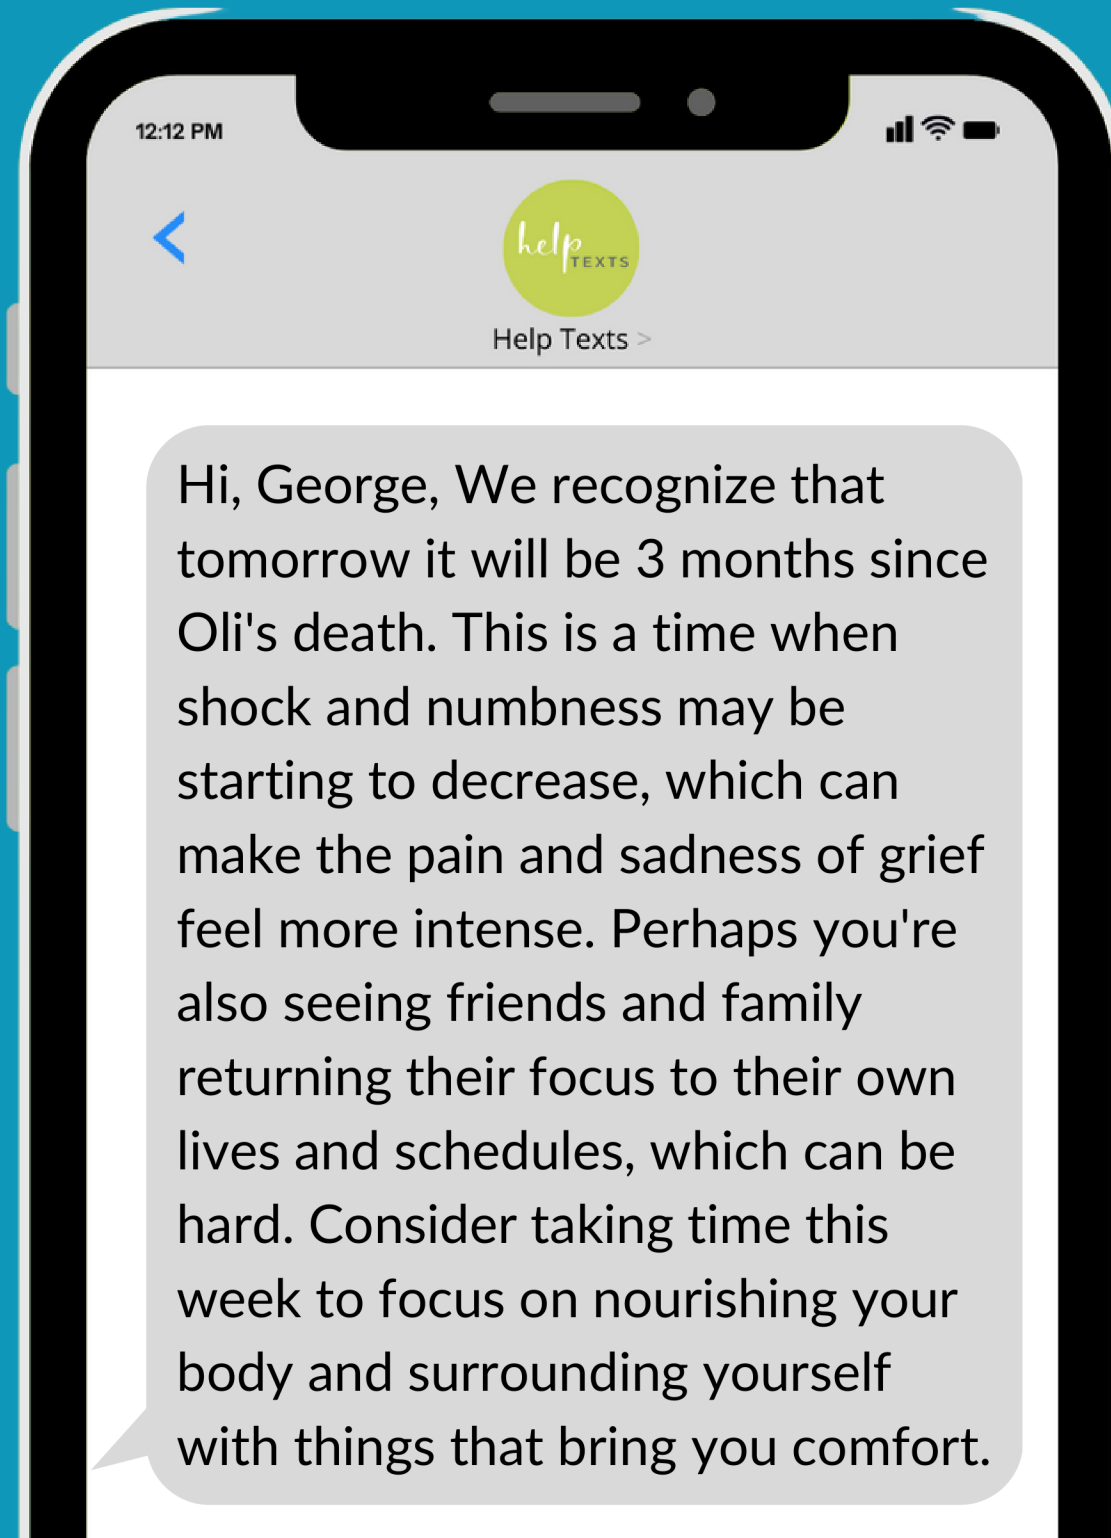 12:12 PM
help
TEXTS
Help Texts >
Hi, George, We recognize that
tomorrow it will be 3 months since
Oli's death. This is a time when
shock and numbness may be
starting to decrease, which can
make the pain and sadness of grief
feel more intense. Perhaps you're
also seeing friends and family
returning their focus to their own
lives and schedules, which can be
hard. Consider taking time this
week to focus on nourishing your
body and surrounding yourself
with things that bring you comfort.